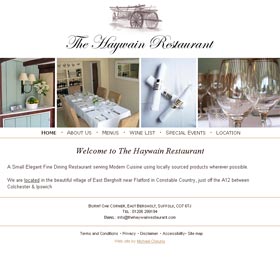 The Haywain Restaurant
HOME - ABOUT US - MENUS - WINE LIST - SPECIAL EVENTS - LOCATION
Welcome to The Haywain Restaurant
A Small Elegant Fine Dining Restaurant serving Modern Cuisine using locally sourced products wherever possible.
We are located in the beautiful village of East Bergholt near Flatford in Constable Country, just off the A12 between
Colchester & Ipswich
BURNT OAK CORNER, EAST BERGHOLT, SUFFOLK, CO7 6TJ
EMAIL: info@thehaywainrestaurant.com
Terms and Conditions - Privacy - Disclaimer - Accessibility - Site map
Web site by Michael